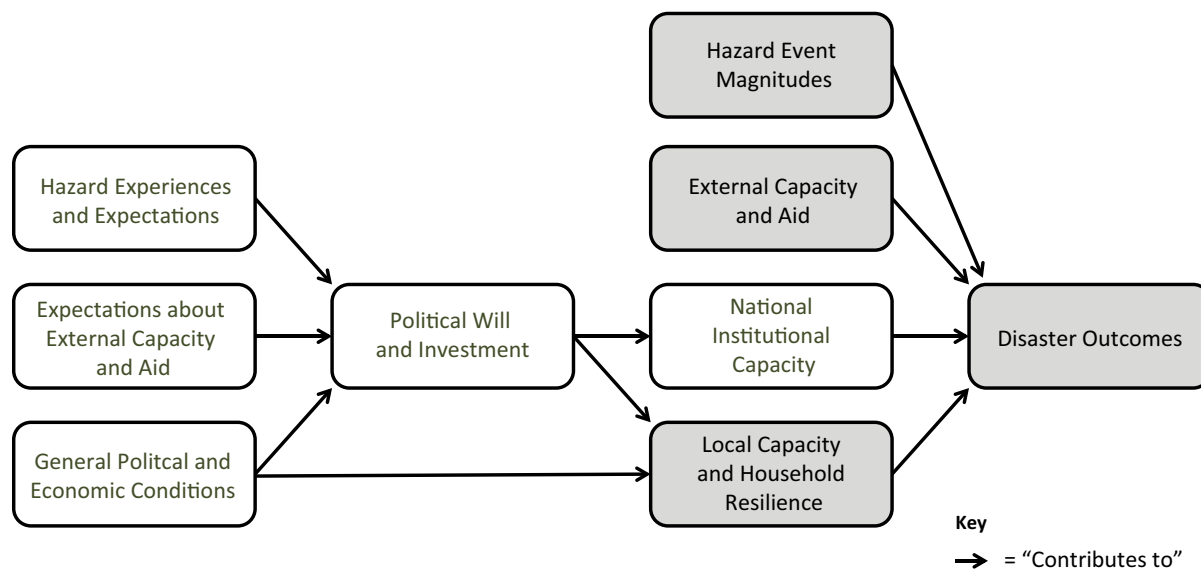 Hazard Event
Magnitudes
Hazard Experiences
and Expectations
External Capacity
and Aid
Expectations about
External Capacity
and Aid
Political Will
and Investment
National
Institutional
Capacity
Disaster Outcomes
General Politcal and
Economic Conditions
Local Capacity
and Household
Resilience
Key
= “Contributes to”